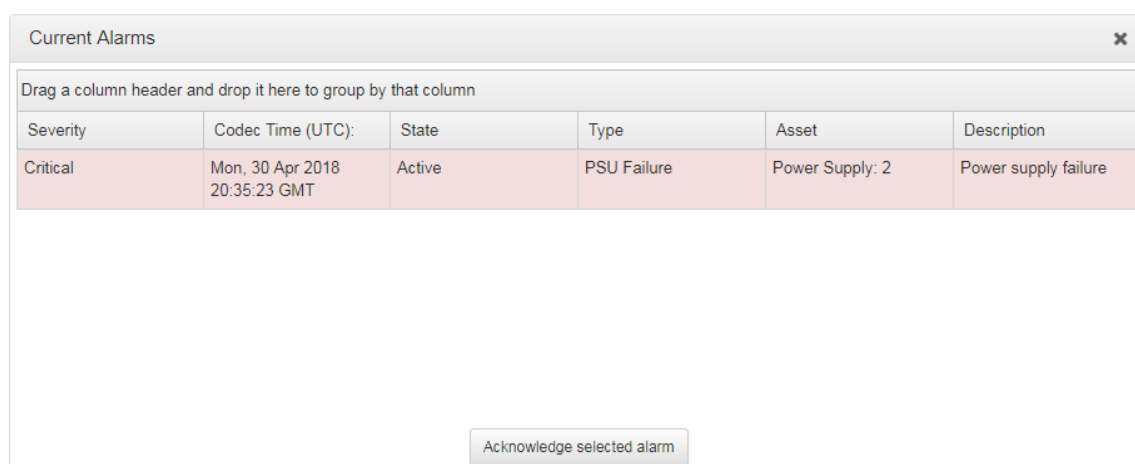 Current Alarms
Drag a column header and drop it here to group by that column
Severity Codec Time (UTC): State Type Asset Description
Critical Mon, 30 Apr 2018 Active PSU Failure Power Supply: 2 Power supply failure
20:35:23 GMT
Acknowledge selected alarm